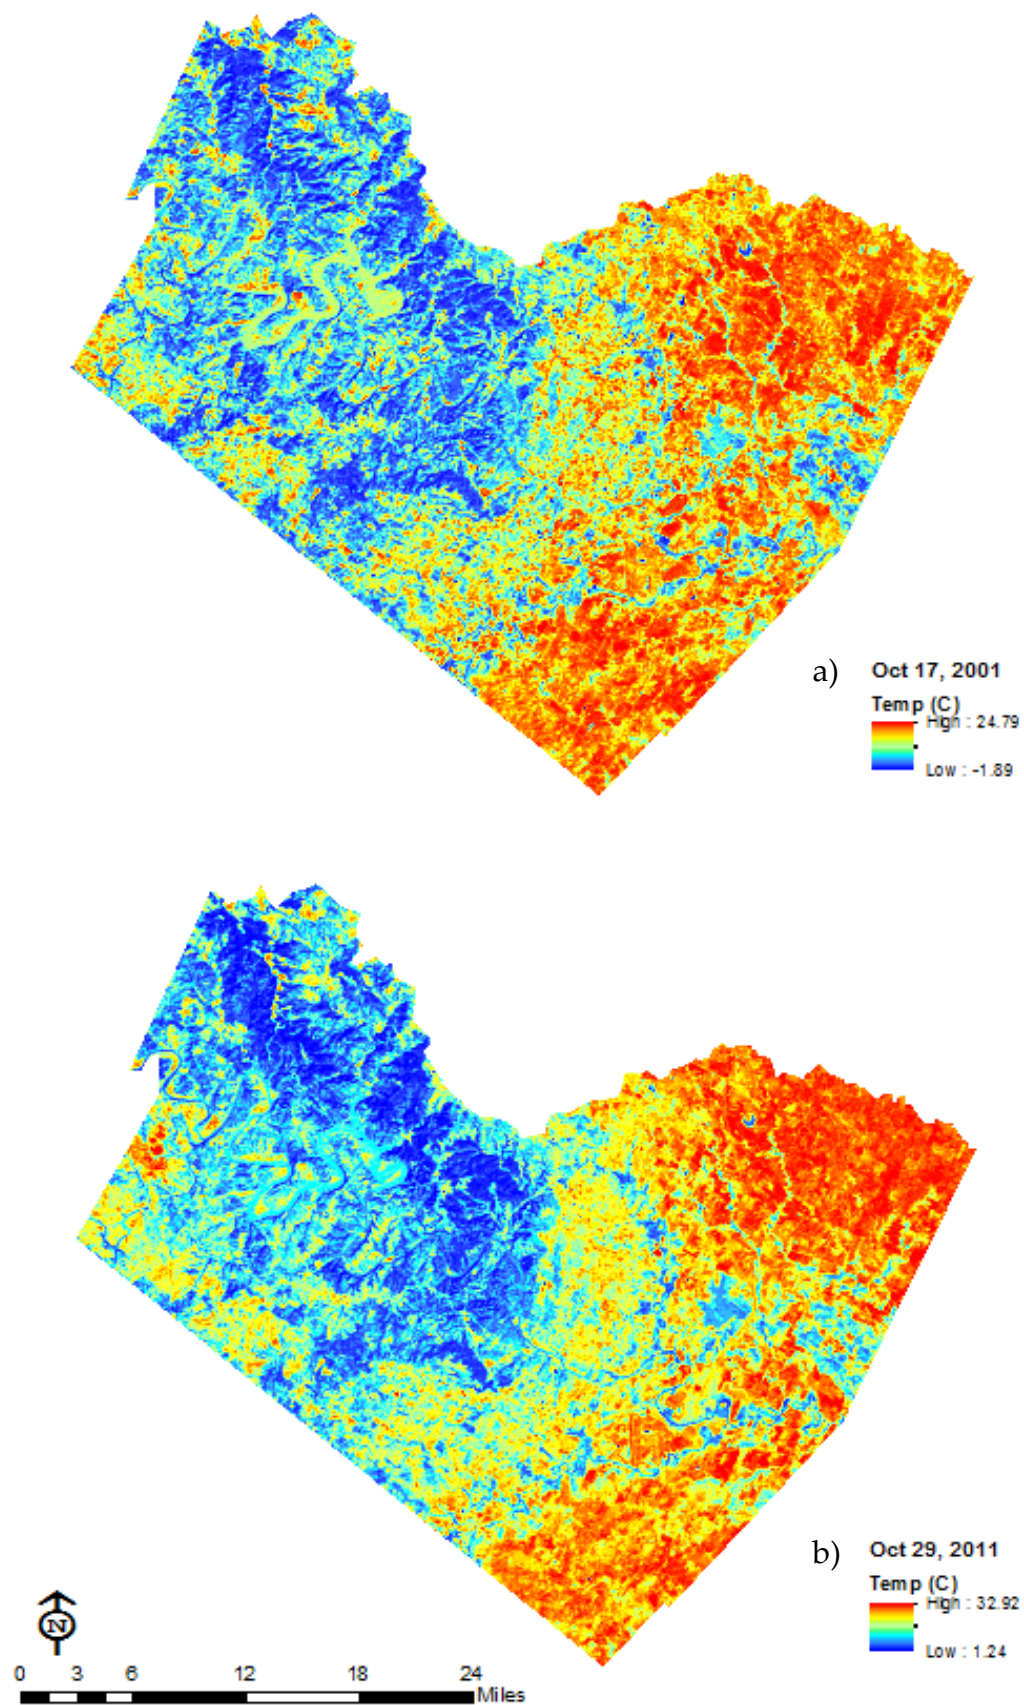 a)
Oct 17, 2001
Temp (C)
High : 24.79
Low : -1.89
b)
Oct 29, 2011
Temp (C)
High : 32.92
Low : 1.24
N
0 3 6 12 18 24
Miles